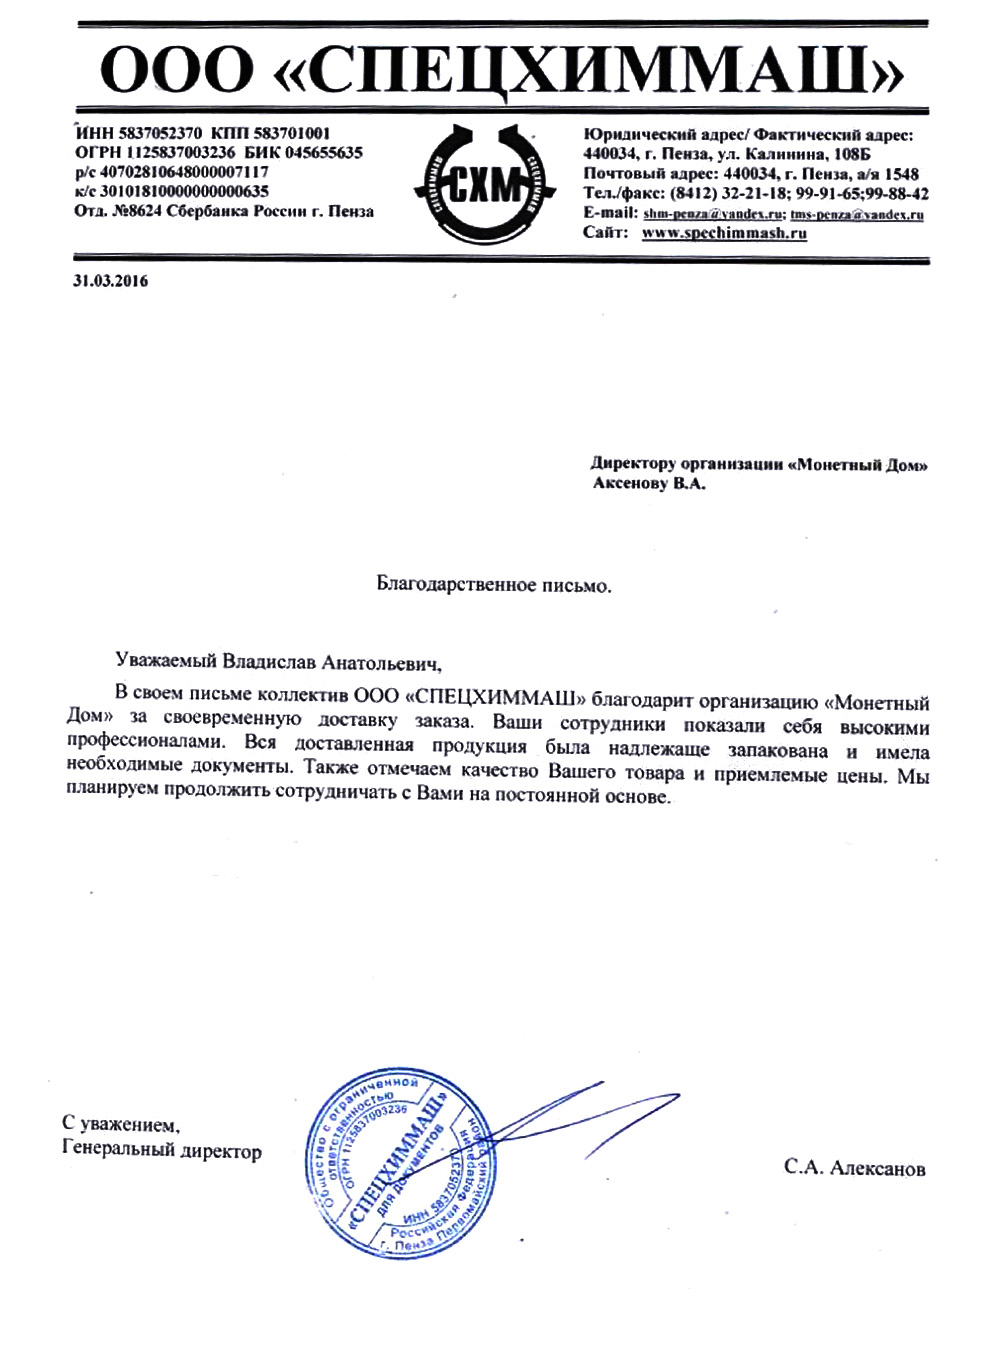 ООО «СПЕЦХИММАШ»
ИНН 5837052370 КПП 583701001
ОГРН 1125837003236 БИК 045655635
р/с 40702810648000007117
к/с 30101810000000000635
Отд. №8624 Сбербанка России г. Пенза
СПЕЦХИММАШ
СХМ
СПЕЦХИММАШ
Юридический адрес/ Фактический адрес:
440034, г. Пенза, ул. Калинина, 108Б
Почтовый адрес: 440034, г. Пенза, а/я 1548
Тел./факс: (8412) 32-21-18; 99-91-65;99-88-42
E-mail: shm-penza@yandex.ru; tms-penza@yandex.ru
Сайт: www.spechimmash.ru
31.03.2016
Директору организации «Монетный Дом»
Аксенову В.А.
Благодарственное письмо.
Уважаемый Владислав Анатольевич,
В своем письме коллектив ООО «СПЕЦХИММАШ» благодарит организацию «Монетный
Дом» за своевременную доставку заказа. Ваши сотрудники показали себя высокими
профессионалами. Вся доставленная продукция была надлежаще запакована и имела
необходимые документы. Также отмечаем качество Вашего товара и приемлемые цены. Мы
планируем продолжить сотрудничать с Вами на постоянной основе.
С уважением,
Генеральный директор
Общество с ограниченной
ответственностью
ОГРН 1125837003236
«СПЕЦХИММАШ»
ДЛЯ ДОКУМЕНТОВ
ИНН 5837052370
Российская Федерация
г. Пенза Первомайский район
С.А. Алексанов